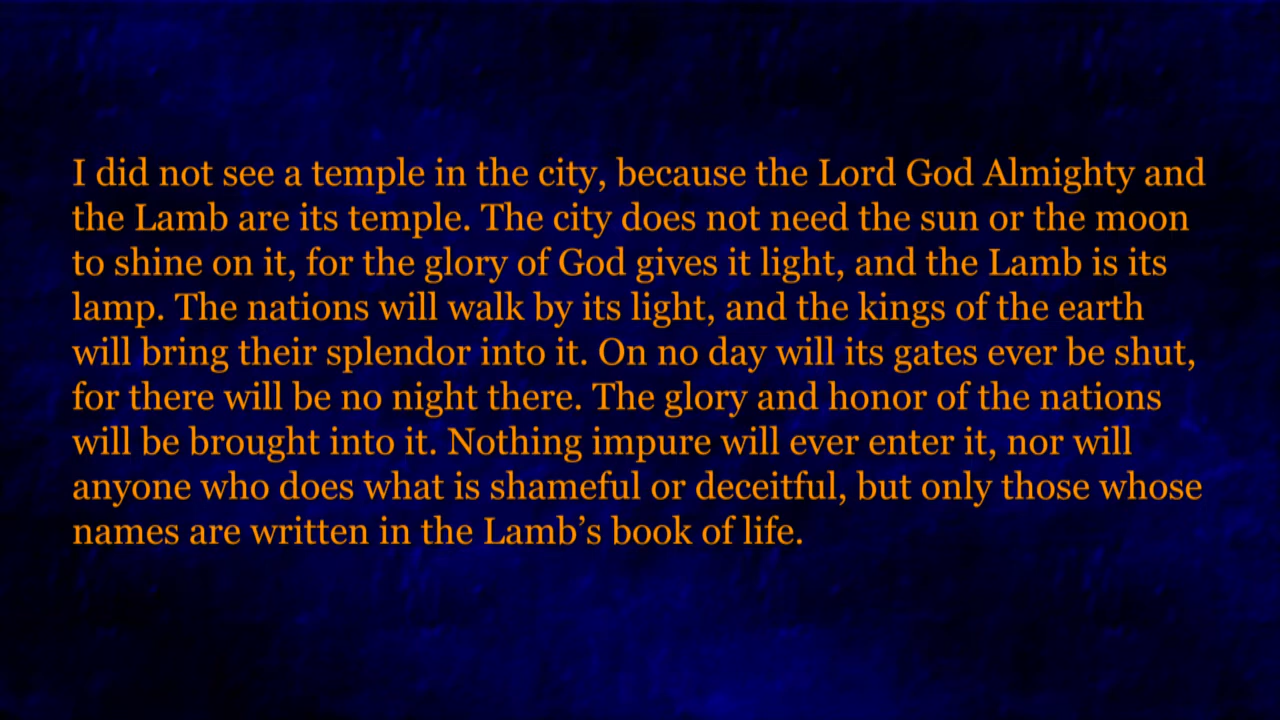 I did not see a temple in the city, because the Lord God Almighty and
the Lamb are its temple. The city does not need the sun or the moon
to shine on it, for the glory of God gives it light, and the Lamb is its
lamp. The nations will walk by its light, and the kings of the earth
will bring their splendor into it. On no day will its gates ever be shut,
for there will be no night there. The glory and honor of the nations
will be brought into it. Nothing impure will ever enter it, nor will
anyone who does what is shameful or deceitful, but only those whose
names are written in the Lamb’s book of life.